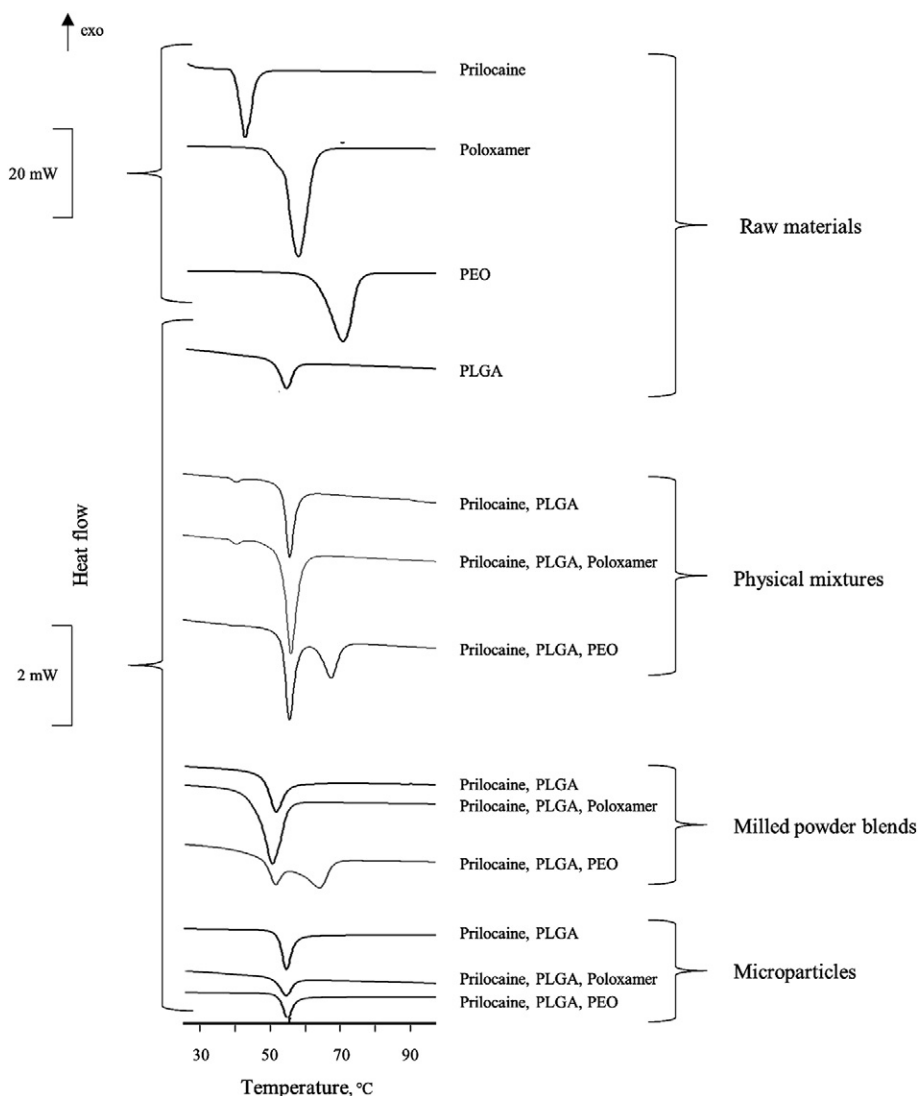 exo
Prilocaine
Poloxamer
20 mW
Raw materials
PEO
PLGA
Heat flow
Prilocaine, PLGA
Prilocaine, PLGA, Poloxamer
Physical mixtures
Prilocaine, PLGA, PEO
2 mW
Prilocaine, PLGA
Prilocaine, PLGA, Poloxamer
Milled powder blends
Prilocaine, PLGA, PEO
Prilocaine, PLGA
Microparticles
Prilocaine, PLGA, Poloxamer
Prilocaine, PLGA, PEO
30 50 70 90
Temperature, °C